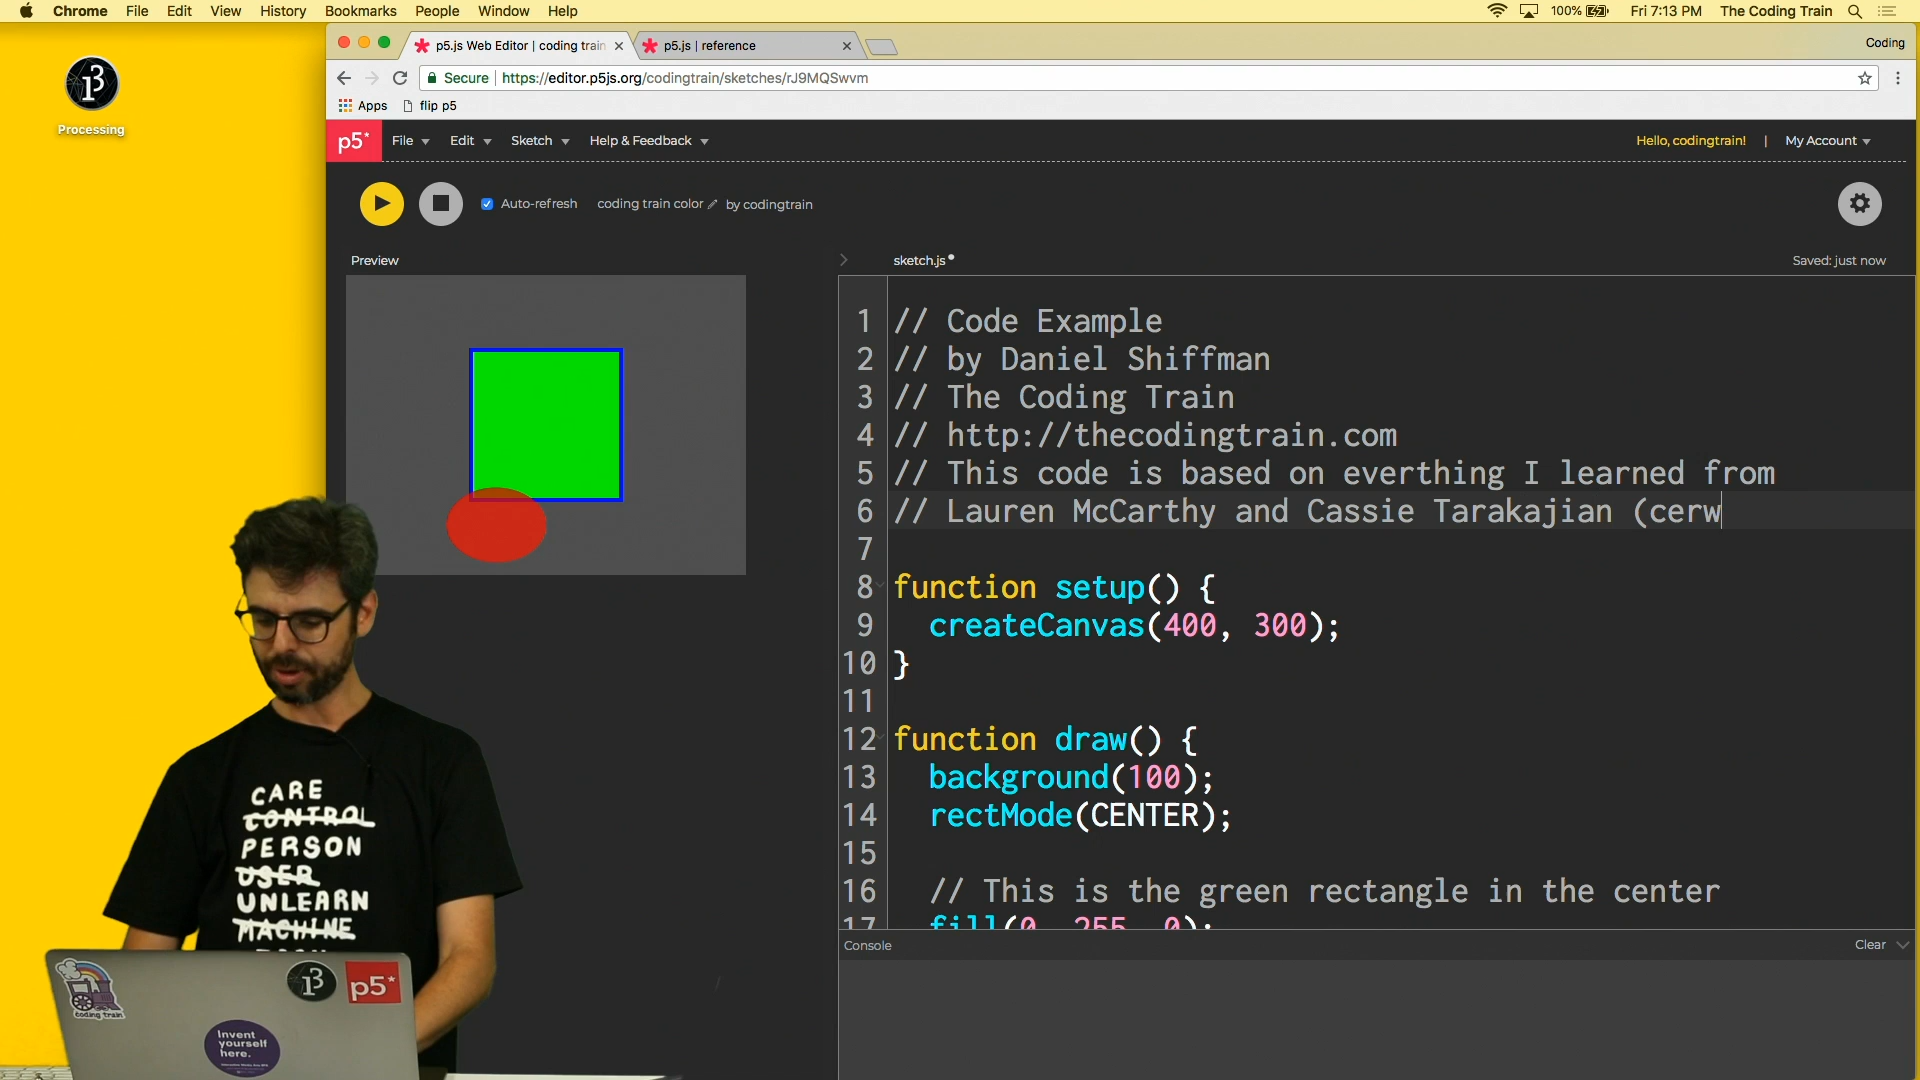 Chrome File Edit View History Bookmarks People Window Help 100% Fri 7:13 PM The Coding Train
p5.js Web Editor | coding train p5.js | reference Coding
Secure https://editor.p5js.org/codingtrain/sketches/rJ9MQSwvm
Apps flip p5
Processing
p5* File Edit Sketch Help & Feedback Hello, codingtrain! | My Account
Auto-refresh coding train color by codingtrain
Preview
sketch.js
Saved: just now
1 // Code Example
2 // by Daniel Shiffman
3 // The Coding Train
4 // http://thecodingtrain.com
5 // This code is based on everthing I learned from
6 // Lauren McCarthy and Cassie Tarakajian (cerw
7
8 function setup() {
9 createCanvas(400, 300);
10 }
11
12 function draw() {
13 background(100);
14 rectMode(CENTER);
15
16 // This is the green rectangle in the center
17 fill(0, 255, 0);
Console Clear
CARE
CONTROL
PERSON
USER
UNLEARN
MACHINE
coding train
p5*
Invent
yourself
here.